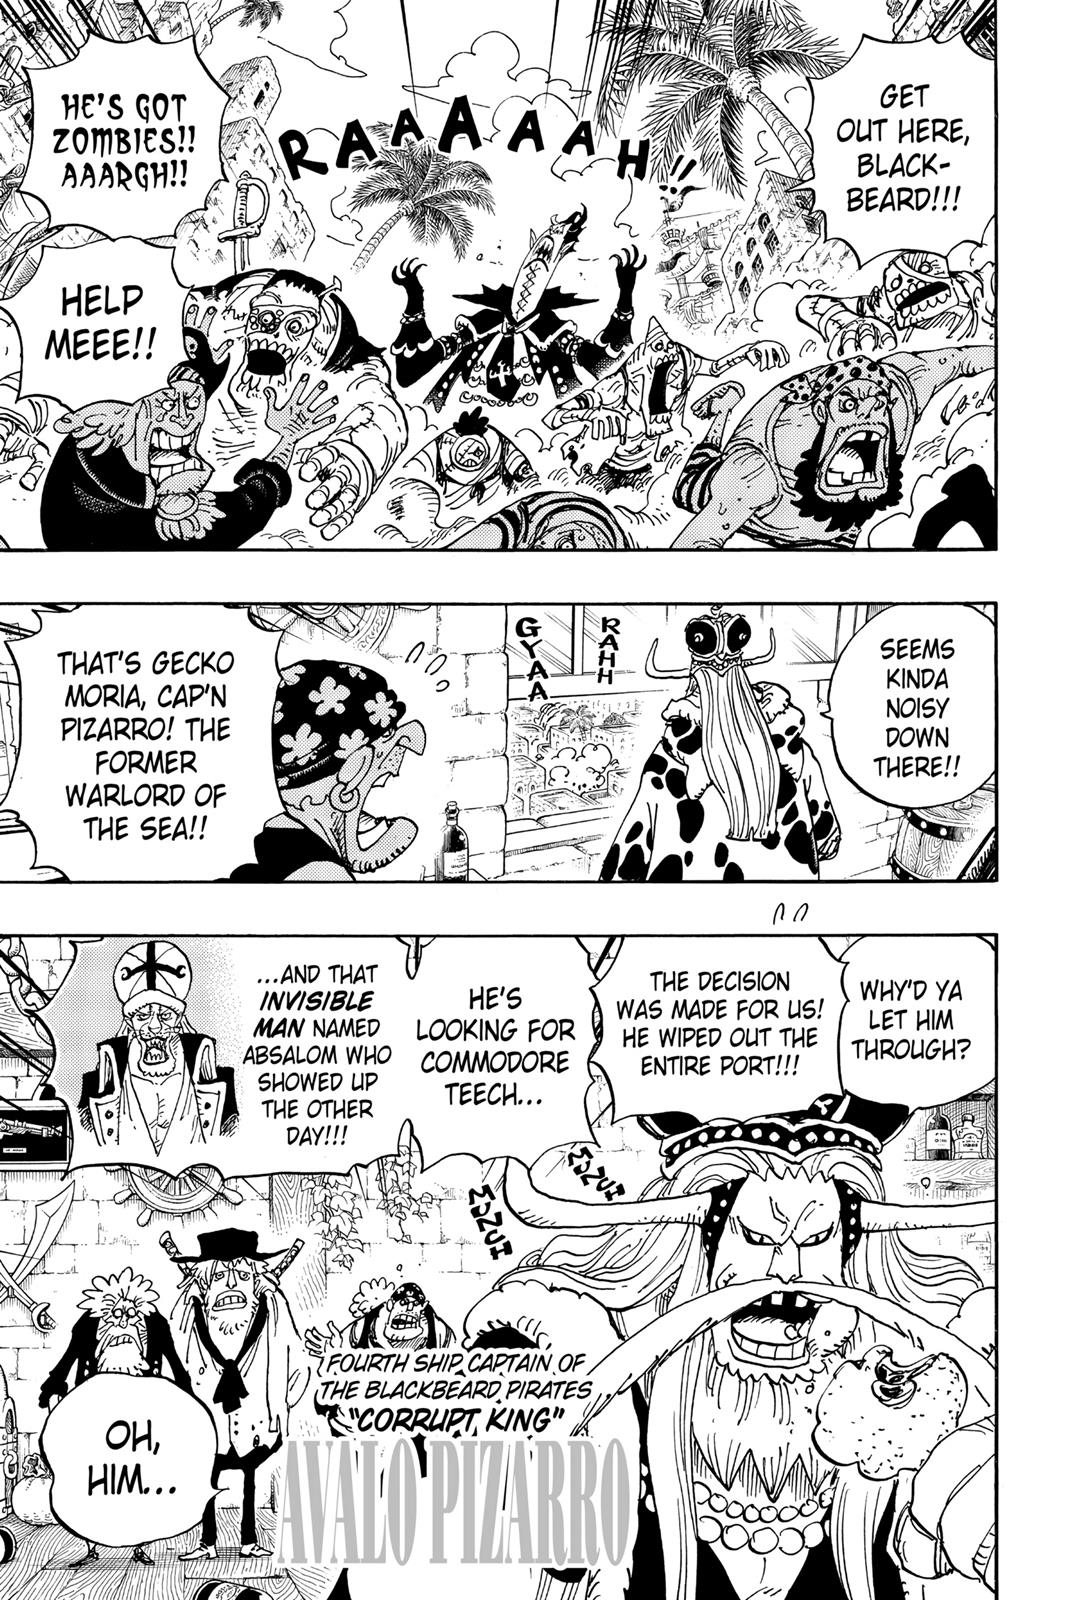 GET
OUT HERE,
BLACK-
BEARD!!!
RAAAAAAH!!
HE'S GOT
ZOMBIES!!
AAARGH!!
HELP
MEEE!!
SEEMS
KINDA
NOISY
DOWN
THERE!!
RAHH
GYAA
THAT'S GECKO
MORIA, CAP'N
PIZARRO! THE
FORMER
WARLORD OF
THE SEA!!
WHY'D YA
LET HIM
THROUGH?
THE DECISION
WAS MADE FOR US!
HE WIPED OUT THE
ENTIRE PORT!!!
HE'S
LOOKING FOR
COMMODORE
TEECH...
...AND THAT
INVISIBLE
MAN NAMED
ABSALOM WHO
SHOWED UP
THE OTHER
DAY!!!
MUNCH
MUNCH
FOURTH SHIP CAPTAIN OF
THE BLACKBEARD PIRATES
"CORRUPT KING"
AVALO PIZARRO
OH,
HIM...